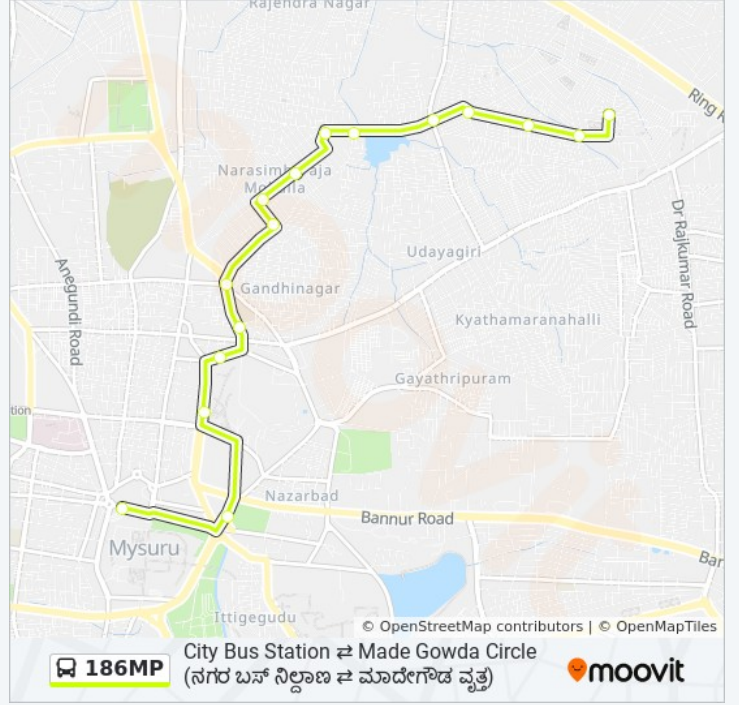 Rajendra Nagar
Ring R
Narasimharaja
Mohalla
Dr Rajkumar Road
Udayagiri
Anegundi Road
Gandhinagar
Kyathamaranahalli
Gayathripuram
tion
Nazarbad
Bannur Road
Mysuru
Bar
Ittigegudu
© OpenStreetMap contributors | © OpenMapTiles
186MP
City Bus Station ⇄ Made Gowda Circle
(ನಗರ ಬಸ್ ನಿಲ್ದಾಣ ⇄ ಮಾದೇಗೌಡ ವೃತ್ತ)
moovit